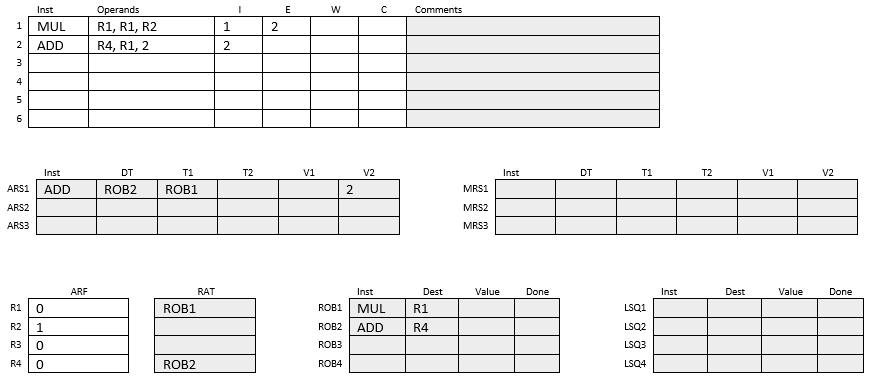 Inst Operands I E W C Comments
1 MUL R1, R1, R2 1 2
2 ADD R4, R1, 2 2
3
4
5
6
Inst DT T1 T2 V1 V2 Inst DT T1 T2 V1 V2
ARS1 ADD ROB2 ROB1 2 MRS1
ARS2 MRS2
ARS3 MRS3
ARF RAT Inst Dest Value Done Inst Dest Value Done
R1 0 ROB1 ROB1 MUL R1 LSQ1
R2 1 ROB2 ADD R4 LSQ2
R3 0 ROB3 LSQ3
R4 0 ROB2 ROB4 LSQ4